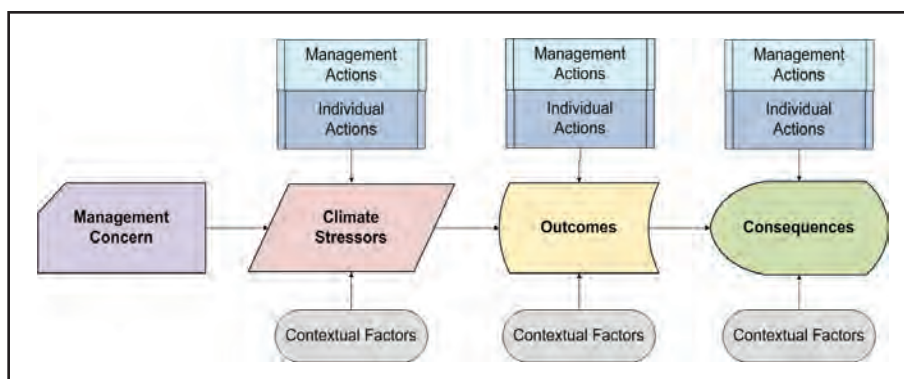 Management
Actions
Individual
Actions
Management
Actions
Individual
Actions
Management
Actions
Individual
Actions
Management
Concern
Climate
Stressors
Outcomes
Consequences
Contextual Factors
Contextual Factors
Contextual Factors